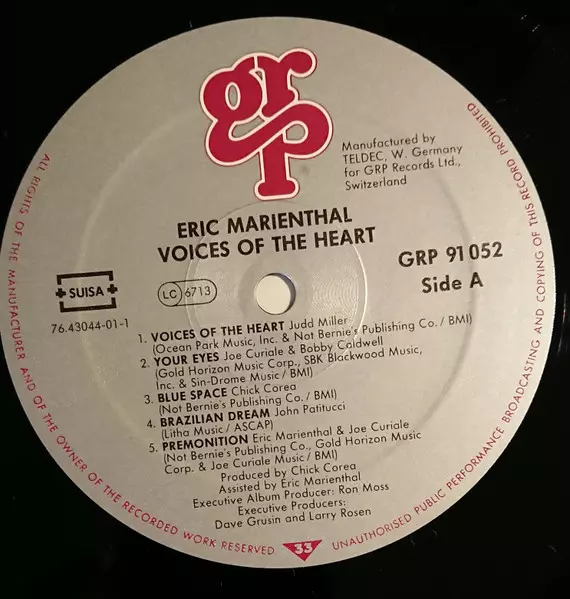 grp
Manufactured by
TELDEC, W. Germany
for GRP Records Ltd.,
Switzerland
ERIC MARIENTHAL
VOICES OF THE HEART
GRP 91 052
Side A
SUISA
LC 6713
76.43044-01-1
1. VOICES OF THE HEART Judd Miller
(Ocean Park Music, Inc. & Not Bernie's Publishing Co. / BMI)
2. YOUR EYES Joe Curiale & Bobby Caldwell
(Gold Horizon Music Corp., SBK Blackwood Music,
Inc. & Sin-Drome Music / BMI)
3. BLUE SPACE Chick Corea
(Not Bernie's Publishing Co. / BMI)
4. BRAZILIAN DREAM John Patitucci
(Litha Music / ASCAP)
5. PREMONITION Eric Marienthal & Joe Curiale
(Not Bernie's Publishing Co., Gold Horizon Music
Corp. & Joe Curiale Music / BMI)
Produced by Chick Corea
Assisted by Eric Marienthal
Executive Album Producer: Ron Moss
Executive Producers:
Dave Grusin and Larry Rosen
ALL RIGHTS OF THE MANUFACTURER AND OF THE OWNER OF THE RECORDED WORK RESERVED
33
UNAUTHORISED PUBLIC PERFORMANCE BROADCASTING AND COPYING OF THIS RECORD PROHIBITED